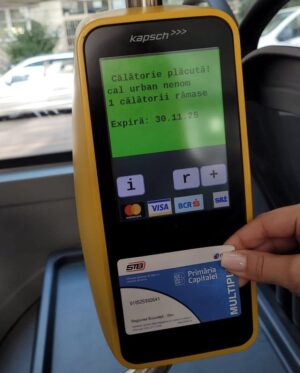 kapsch >>>
Călătorie plăcută!
cal urban nenom
1 călătorii rămase
Expiră: 30.11.25
i r +
mastercard VISA BCR
STB
Primăria
Capitalei
MULTIPLU